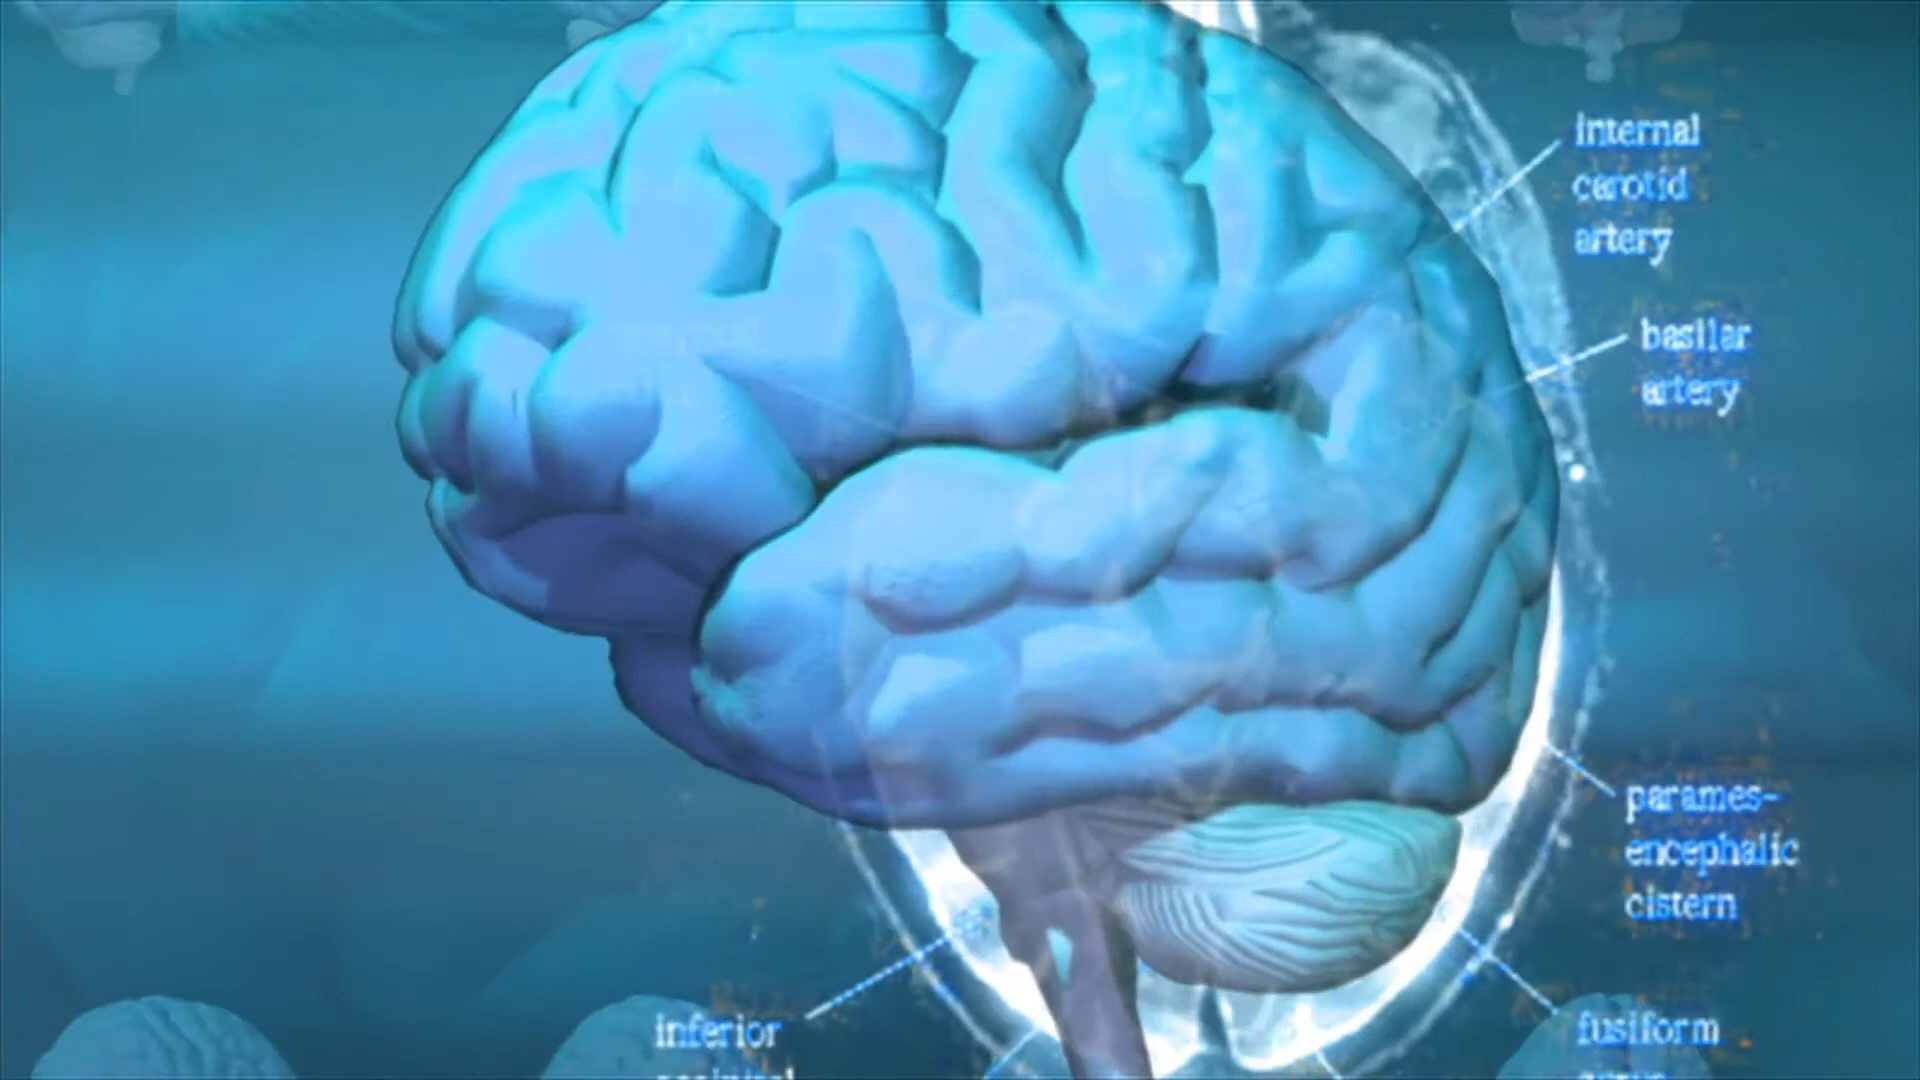 internal
carotid
artery
basilar
artery
parames-
encephalic
cistern
inferior
fusiform